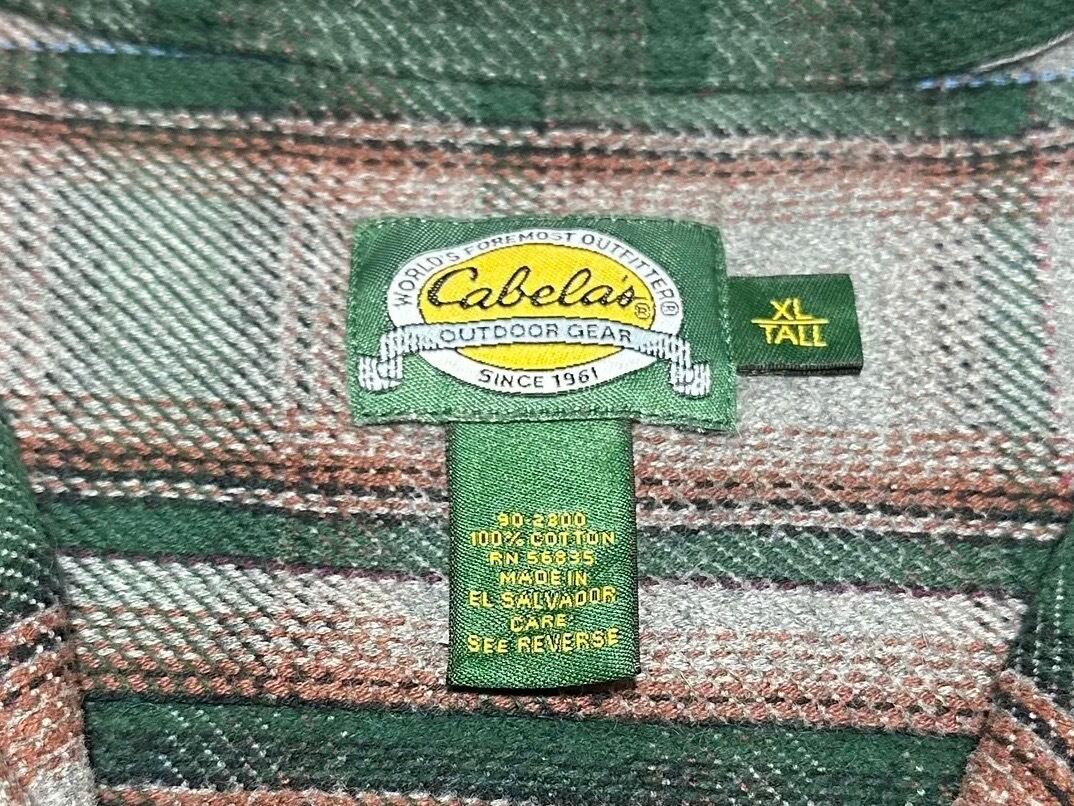 WORLD'S FOREMOST OUTFITTER®
Cabela's®
OUTDOOR GEAR
SINCE 1961
XL
TALL
90-2800
100% COTTON
RN 56835
MADE IN
EL SALVADOR
CARE
SEE REVERSE